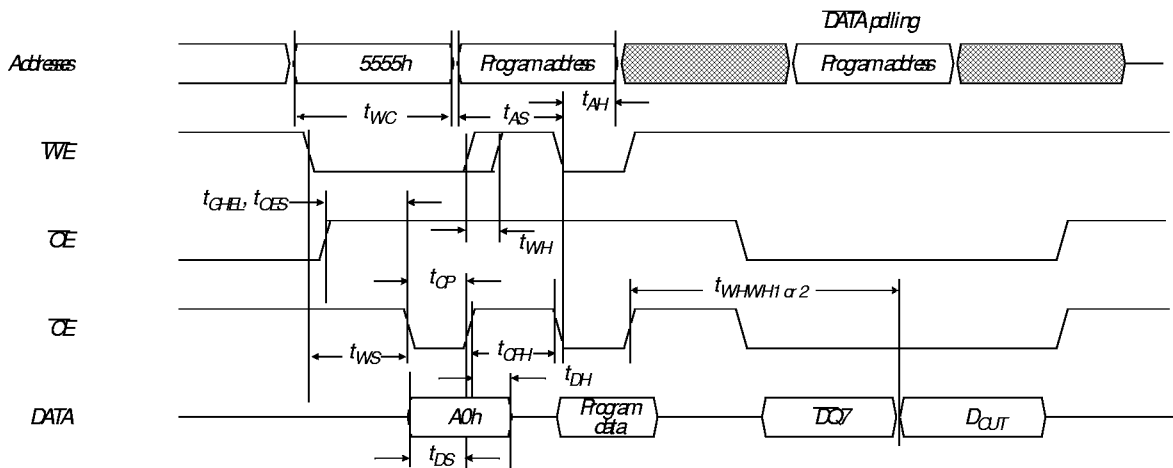 DATA polling
Addresses 5555h Program address Program address
tWC tAS tAH
WE
tGHEL, tOES
OE tWH
tCP tWHWH1 or 2
CE
tWS tCPH tDH
DATA A0h Program data DQ7 DOUT
tDS